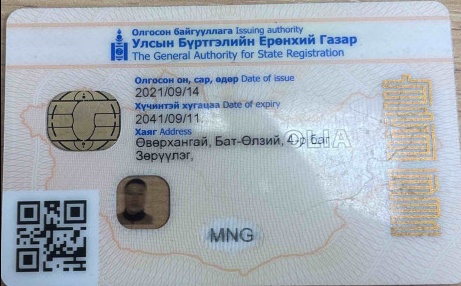 Олгосон байгууллага Issuing authority
Улсын Бүртгэлийн Ерөнхий Газар
The General Authority for State Registration
Олгосон он, сар, өдөр Date of issue
2021/09/14
Хүчинтэй хугацаа Date of expiry
2041/09/11
Хаяг Address
Өвөрхангай, Бат-Өлзий, 4-р баг
Зөрүүлэг,
MNG